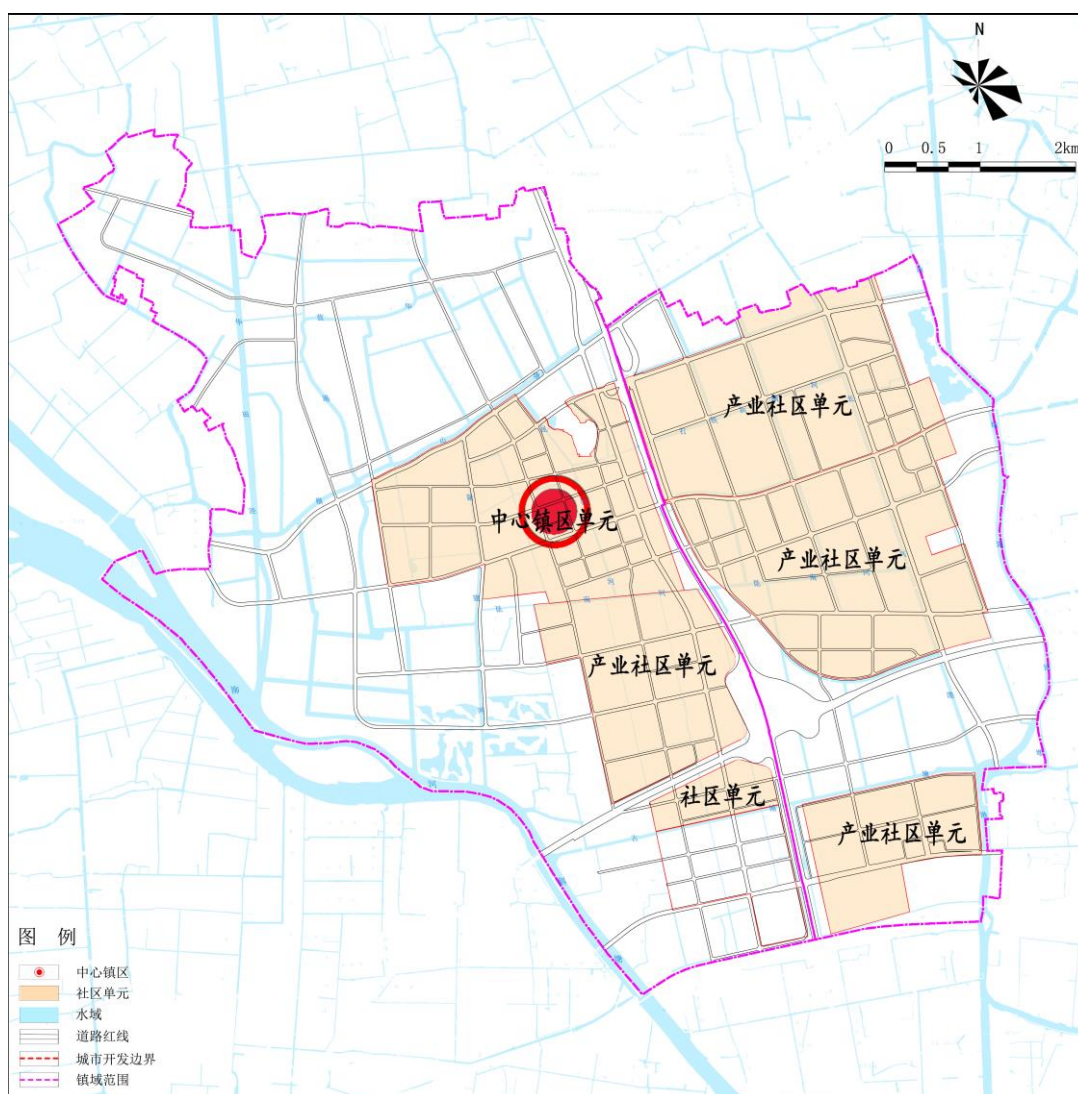 N
0 0.5 1 2km
产业社区单元
中心镇区单元
产业社区单元
产业社区单元
社区单元
产业社区单元
图 例
中心镇区
社区单元
水域
道路红线
城市开发边界
镇域范围